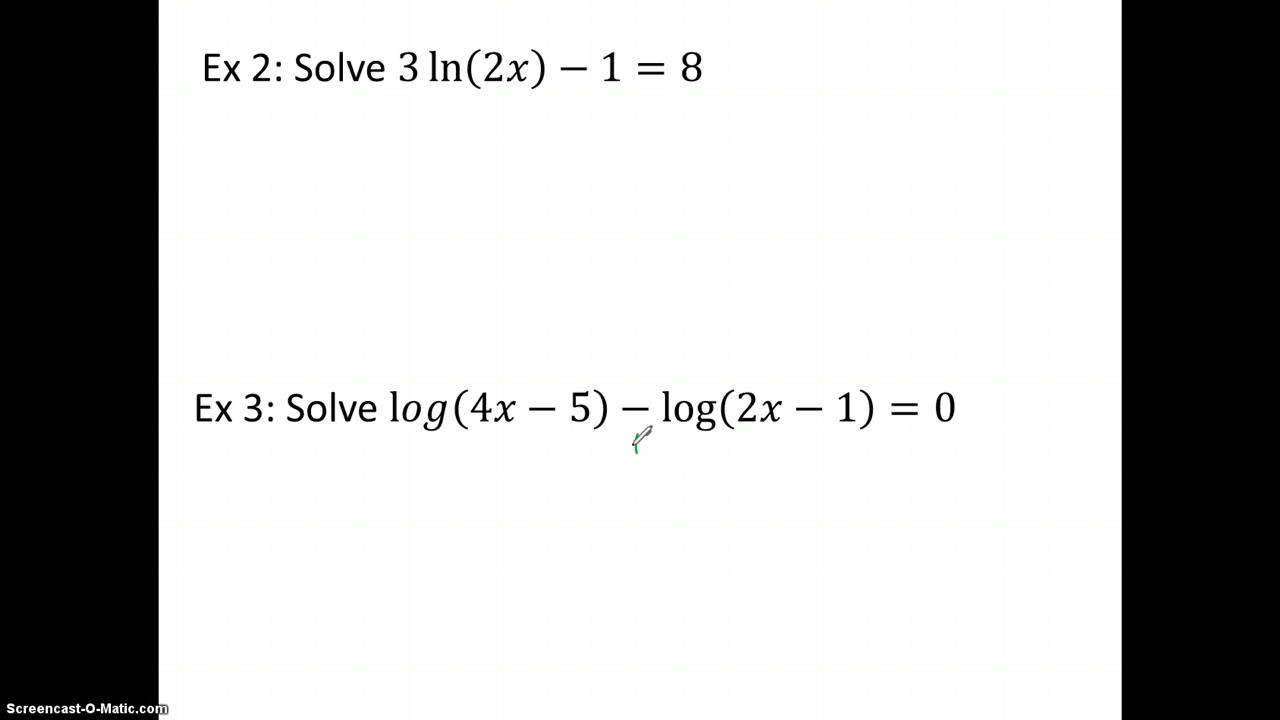 Ex 2: Solve 3 ln(2x) − 1 = 8
Ex 3: Solve log(4x − 5) − log(2x − 1) = 0
Screencast-O-Matic.com